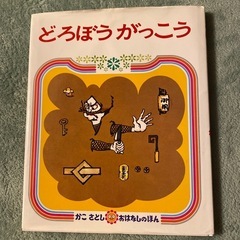 どろぼうがっこう
かこさとし おはなしのほん